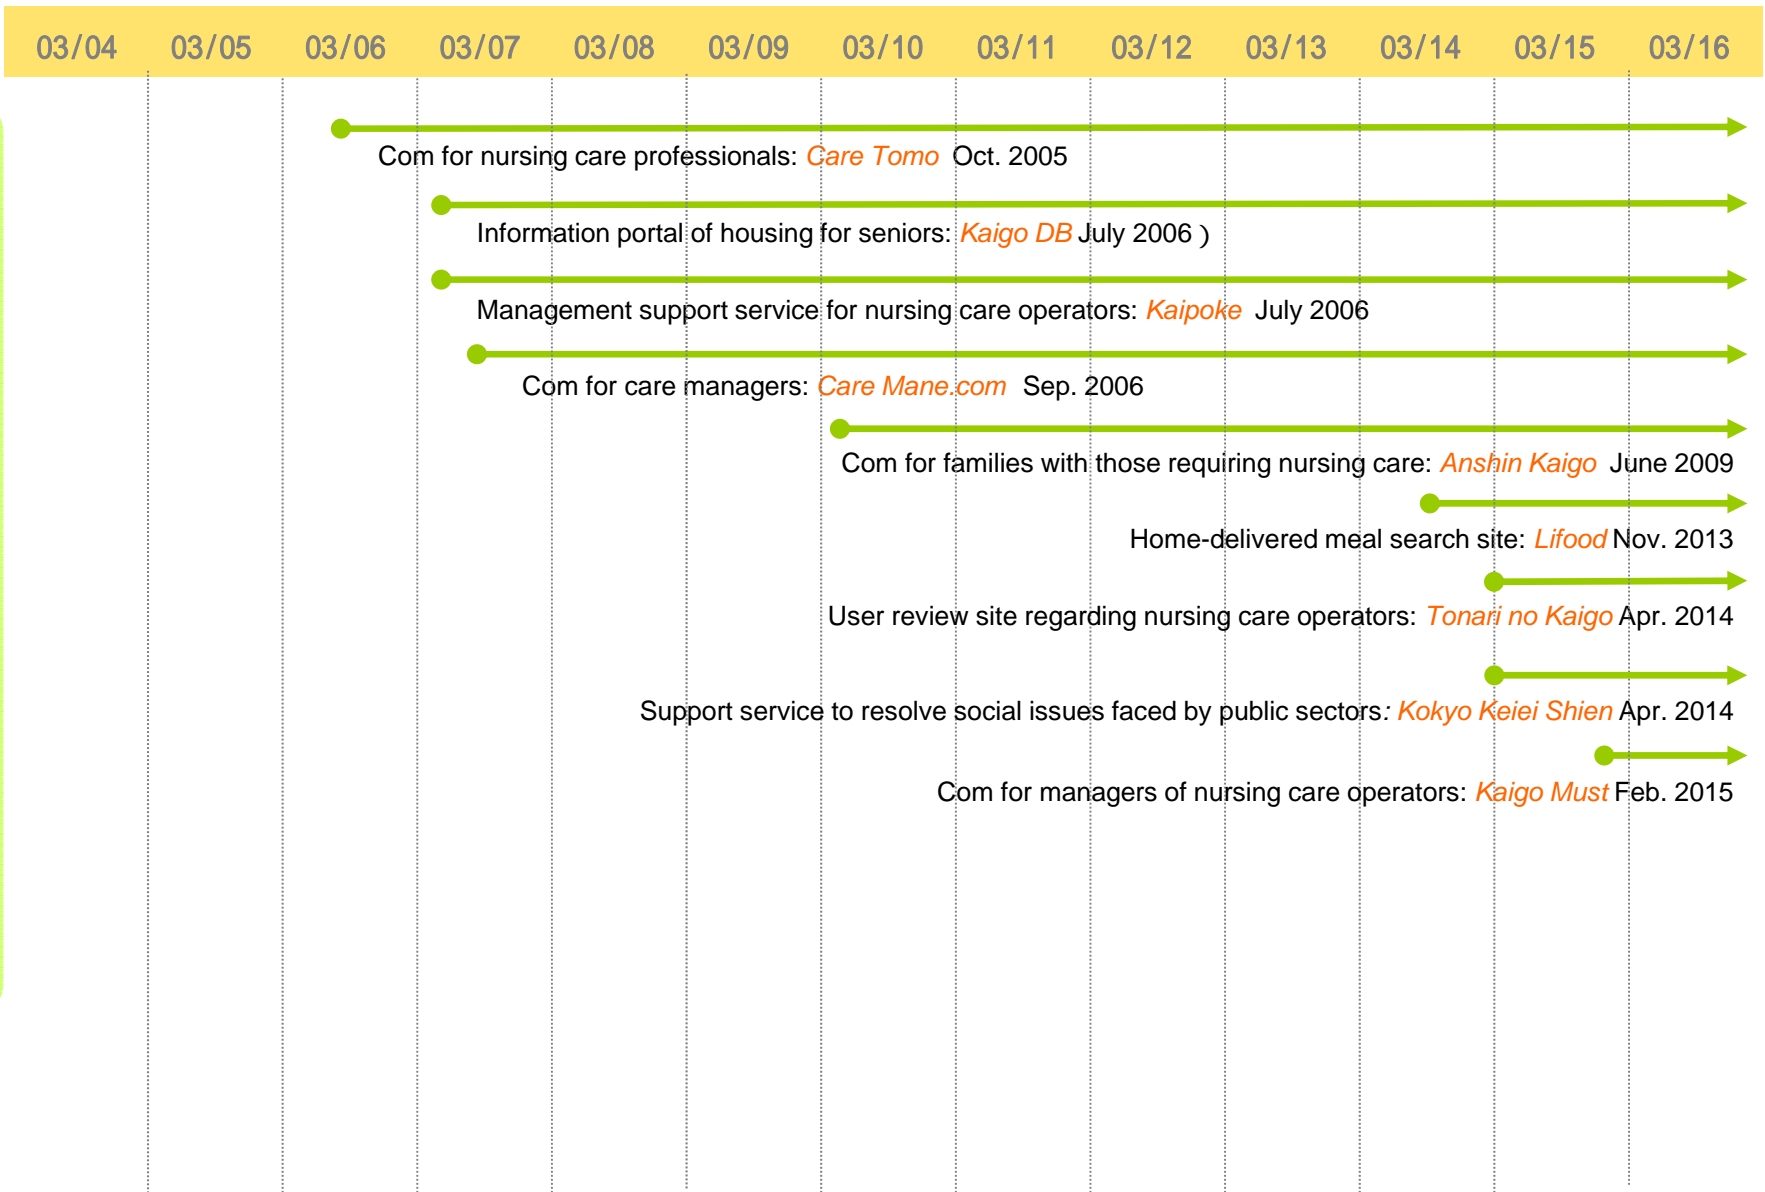 03/04 03/05 03/06 03/07 03/08 03/09 03/10 03/11 03/12 03/13 03/14 03/15 03/16
Com for nursing care professionals: Care Tomo Oct. 2005
Information portal of housing for seniors: Kaigo DB July 2006 )
Management support service for nursing care operators: Kaipoke July 2006
Com for care managers: Care Mane.com Sep. 2006
Com for families with those requiring nursing care: Anshin Kaigo June 2009
Home-delivered meal search site: Lifood Nov. 2013
User review site regarding nursing care operators: Tonari no Kaigo Apr. 2014
Support service to resolve social issues faced by public sectors: Kokyo Keiei Shien Apr. 2014
Com for managers of nursing care operators: Kaigo Must Feb. 2015